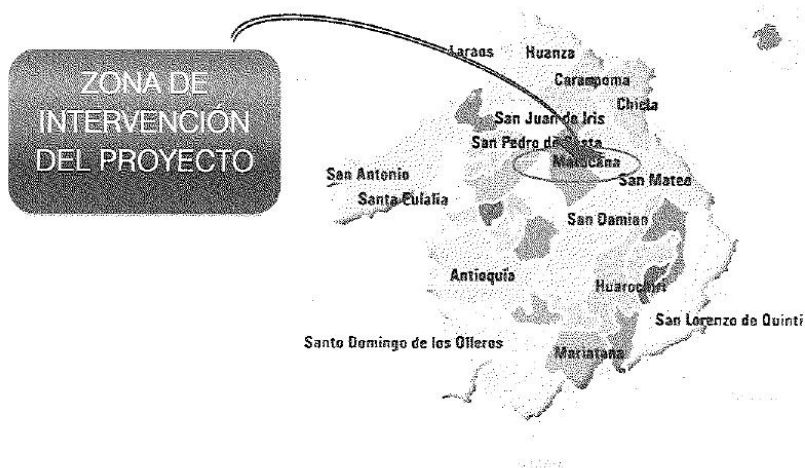 ZONA DE
INTERVENCIÓN
DEL PROYECTO
Laraos
Huanza
Carampoma
Chicla
San Juan de Iris
San Pedro de Casta
Matucana
San Antonio
San Mateo
Santa Eulalia
San Damian
Antioquía
Huarochirí
San Lorenzo de Quinti
Santo Domingo de los Olleros
Mariatana